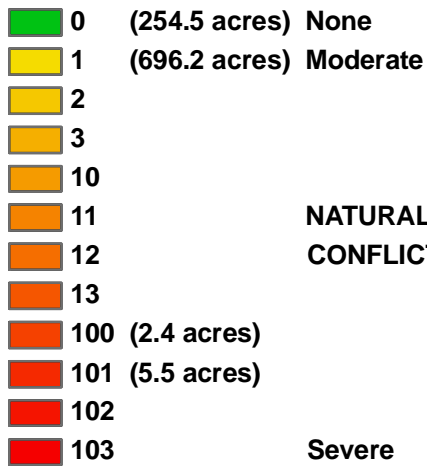 0 (254.5 acres) None
1 (696.2 acres) Moderate
2
3
10
11 NATURAL
12 CONFLICT
13
100 (2.4 acres)
101 (5.5 acres)
102
103 Severe